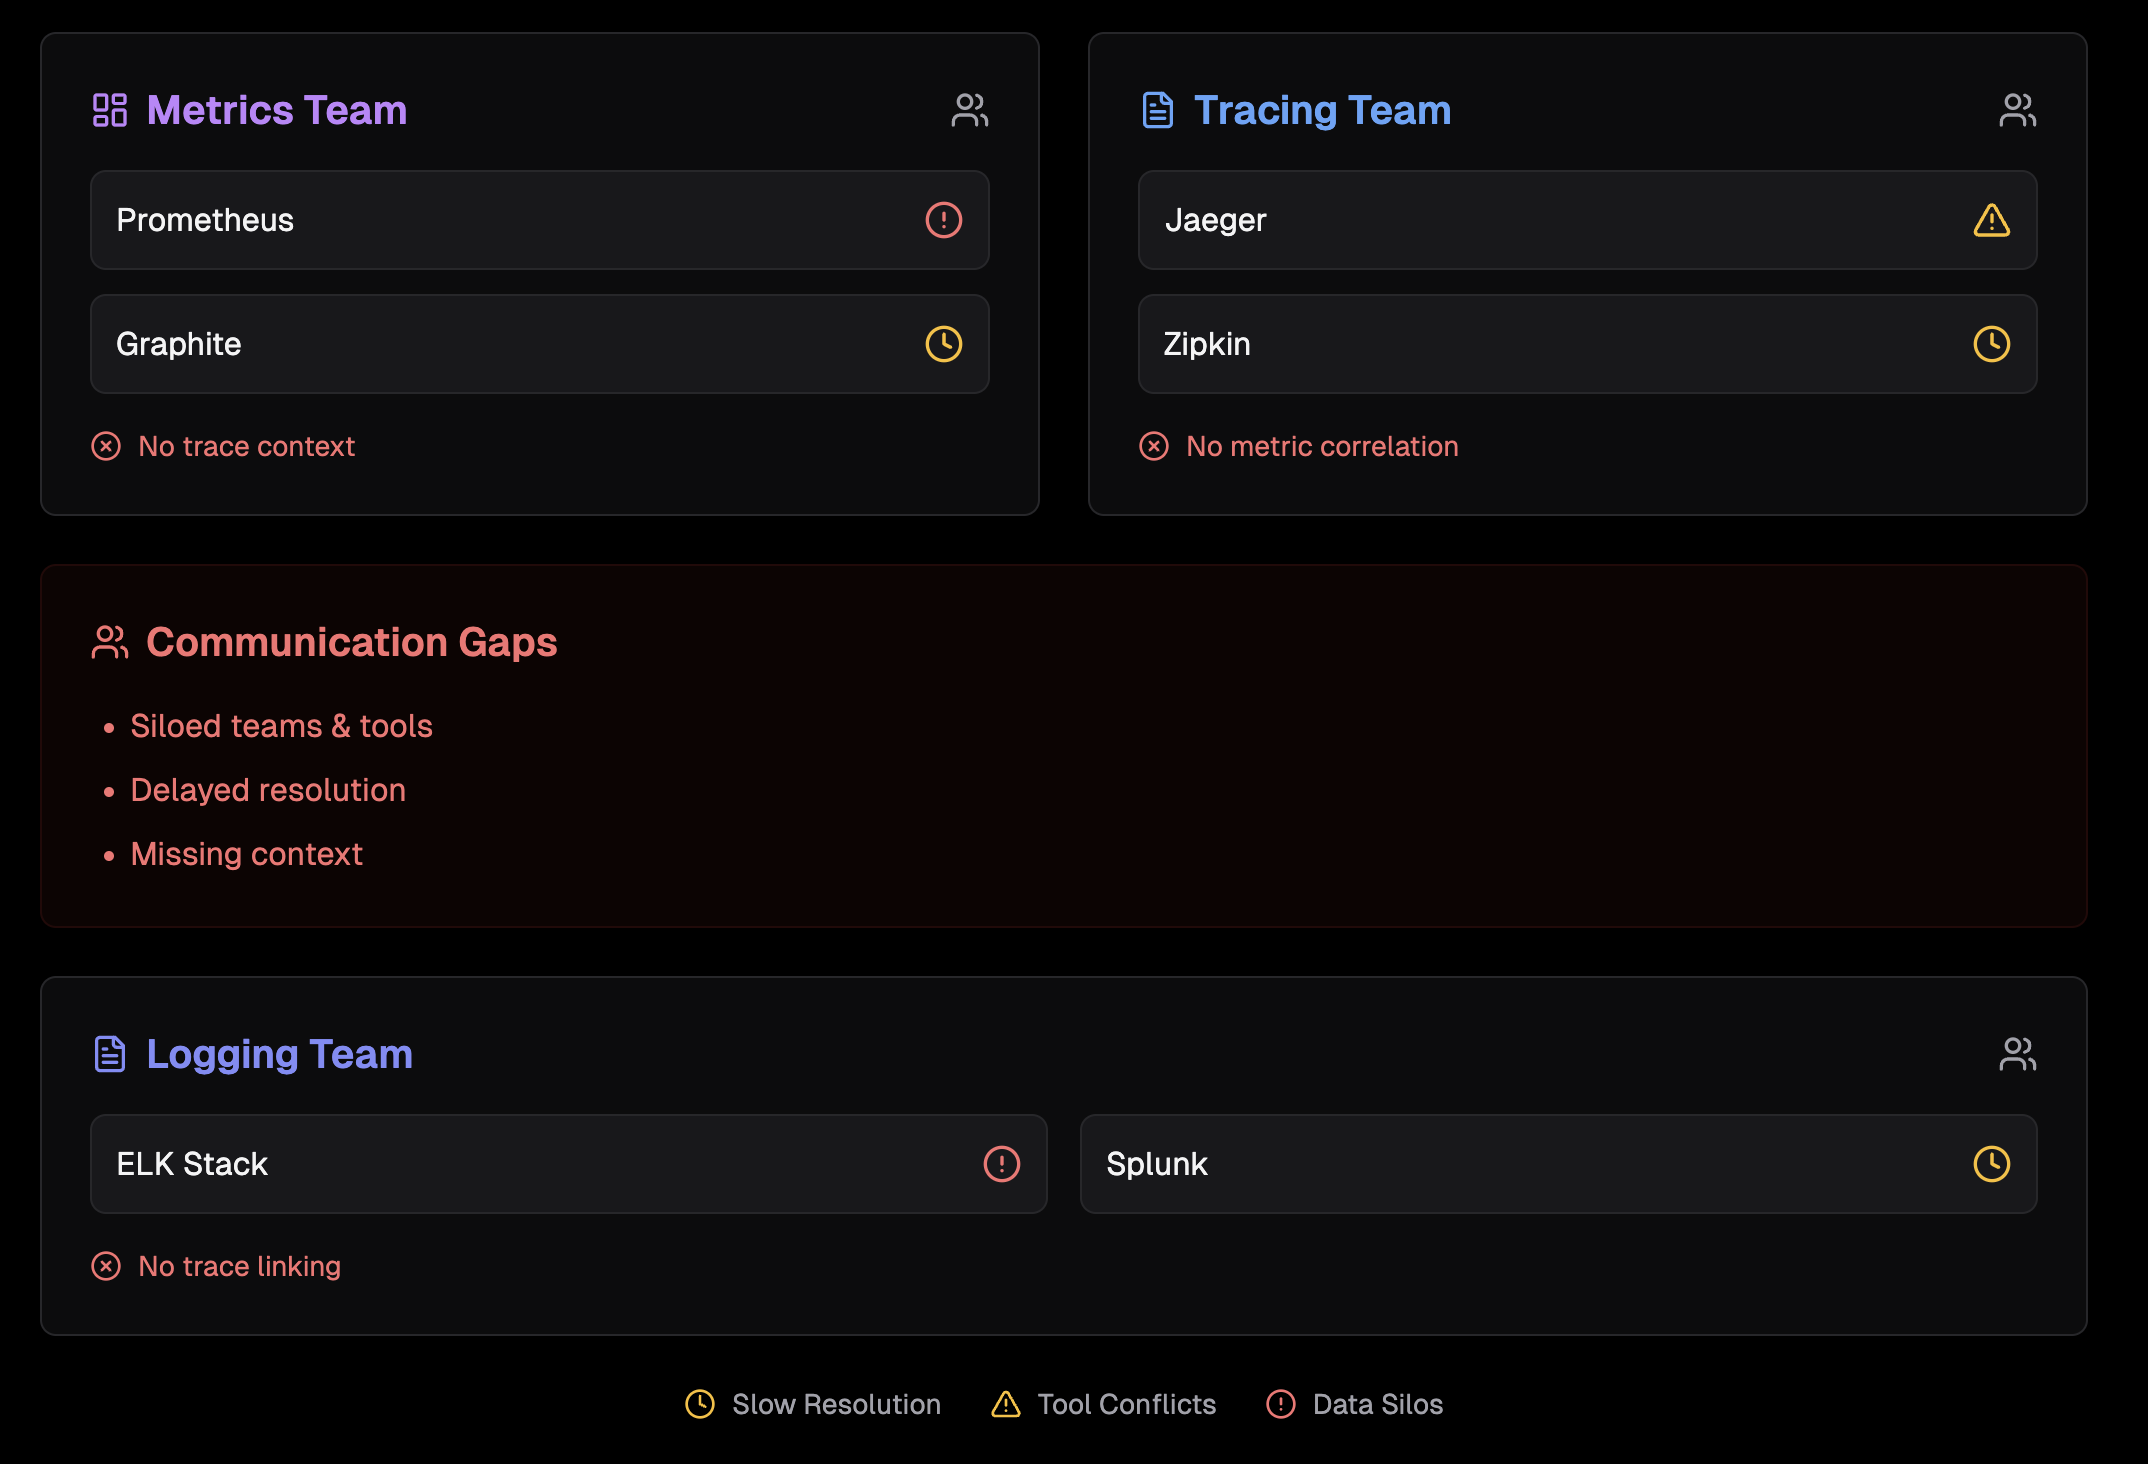 Metrics Team
Prometheus
Graphite
No trace context
Tracing Team
Jaeger
Zipkin
No metric correlation
Communication Gaps
• Siloed teams & tools
• Delayed resolution
• Missing context
Logging Team
ELK Stack
Splunk
No trace linking
Slow Resolution
Tool Conflicts
Data Silos